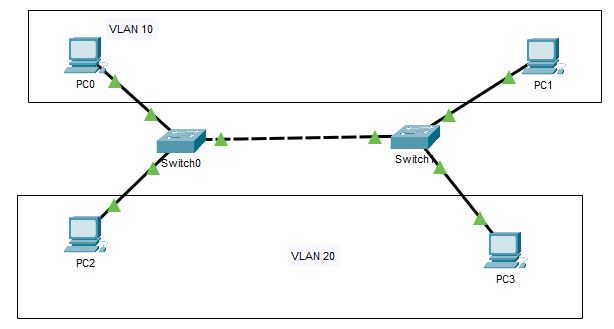 VLAN 10
PC0
PC1
Switch0
Switch1
PC2
VLAN 20
PC3